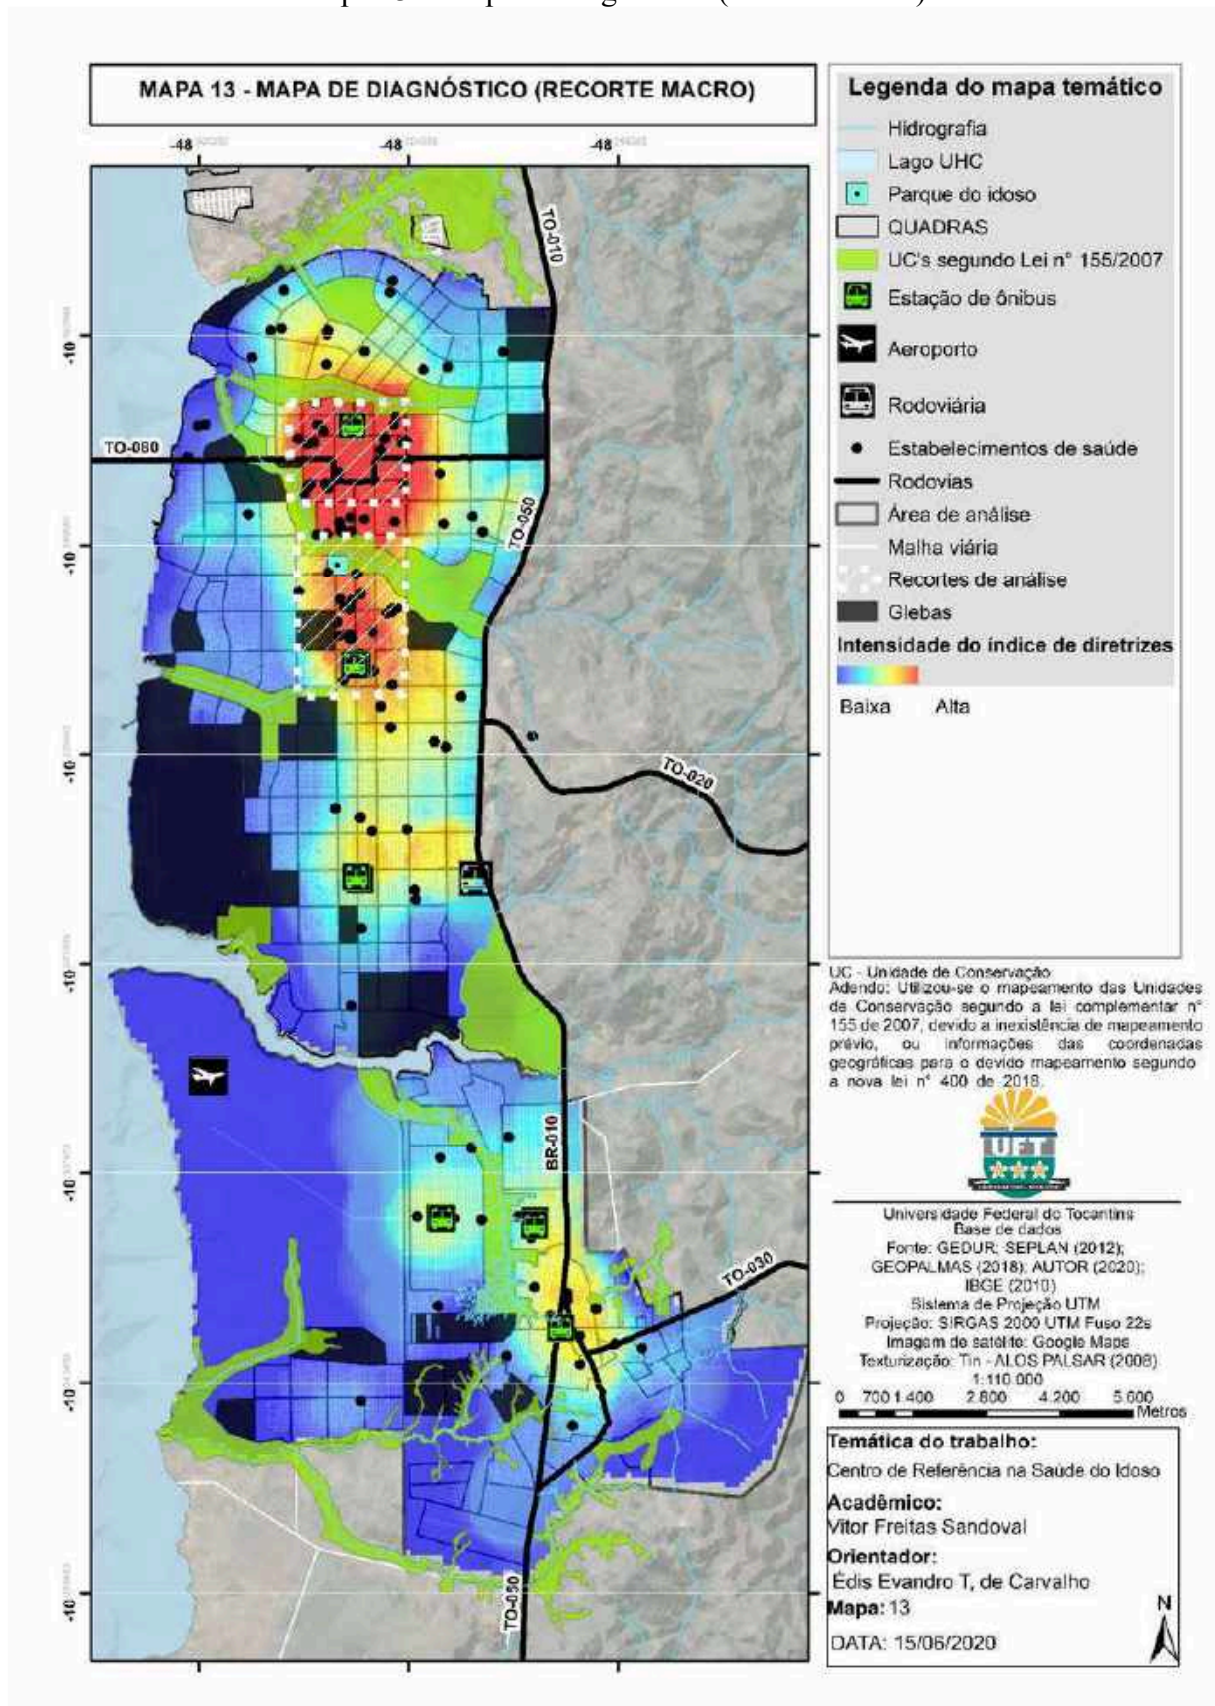 MAPA 13 - MAPA DE DIAGNÓSTICO (RECORTE MACRO)
-48
-48
-48
-10
-10
-10
-10
-10
-10
-10
TO-010
TO-080
TO-050
TO-020
BR-010
TO-030
TO-050
Legenda do mapa temático
Hidrografia
Lago UHC
Parque do idoso
QUADRAS
UC's segundo Lei n° 155/2007
Estação de ônibus
Aeroporto
Rodoviária
Estabelecimentos de saúde
Rodovias
Área de análise
Malha viária
Recortes de análise
Glebas
Intensidade do índice de diretrizes
Baixa Alta
UC - Unidade de Conservação
Adendo: Utilizou-se o mapeamento das Unidades
de Conservação segundo a lei complementar n°
155 de 2007, devido a inexistência de mapeamento
prévio, ou informações das coordenadas
geográficas para o devido mapeamento segundo
a nova lei n° 400 de 2018.
UFT
Universidade Federal do Tocantins
Base de dados
Fonte: GEDUR; SEPLAN (2012);
GEOPALMAS (2018); AUTOR (2020);
IBGE (2010)
Sistema de Projeção UTM
Projeção: SIRGAS 2000 UTM Fuso 22s
Imagem de satélite: Google Maps
Texturização: Tin - ALOS PALSAR (2008)
1:110.000
0 700 1.400 2.800 4.200 5.600
Metros
Temática do trabalho:
Centro de Referência na Saúde do Idoso
Acadêmico:
Vitor Freitas Sandoval
Orientador:
Édis Evandro T, de Carvalho
Mapa: 13
N
DATA: 15/06/2020